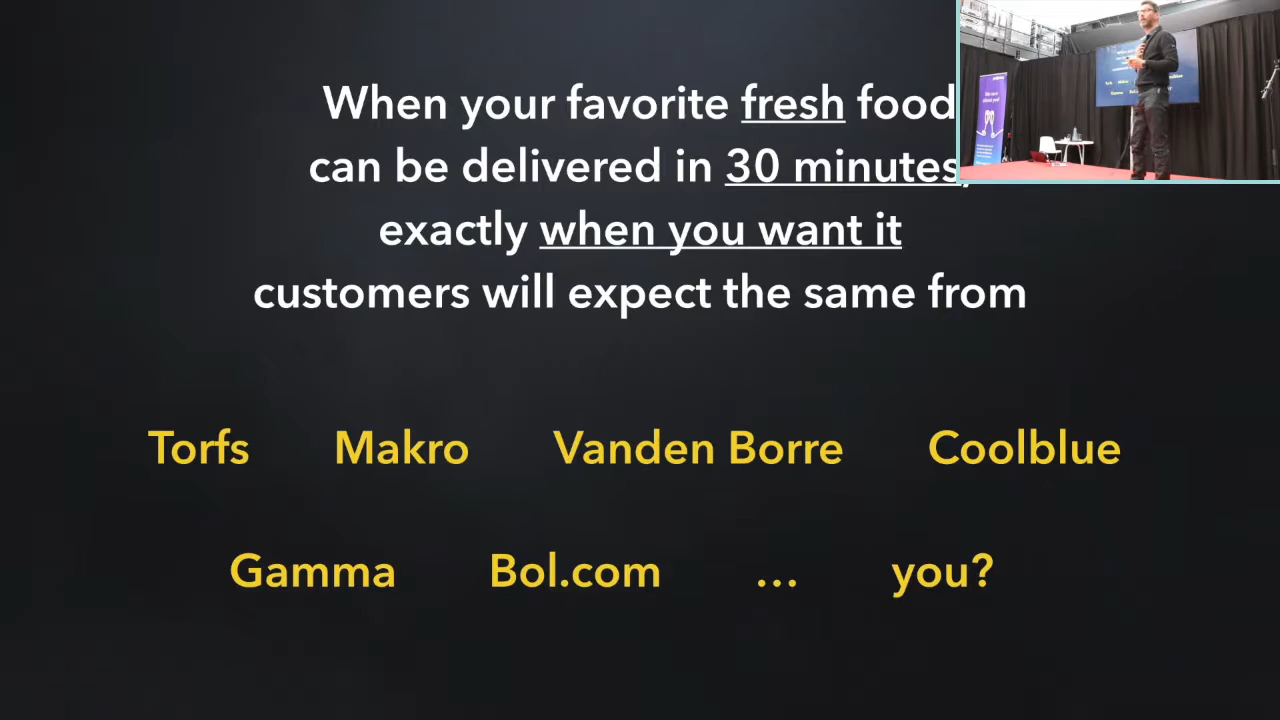 When your favorite fresh food
can be delivered in 30 minutes,
exactly when you want it
customers will expect the same from
Torfs Makro Vanden Borre Coolblue
Gamma Bol.com ... you?